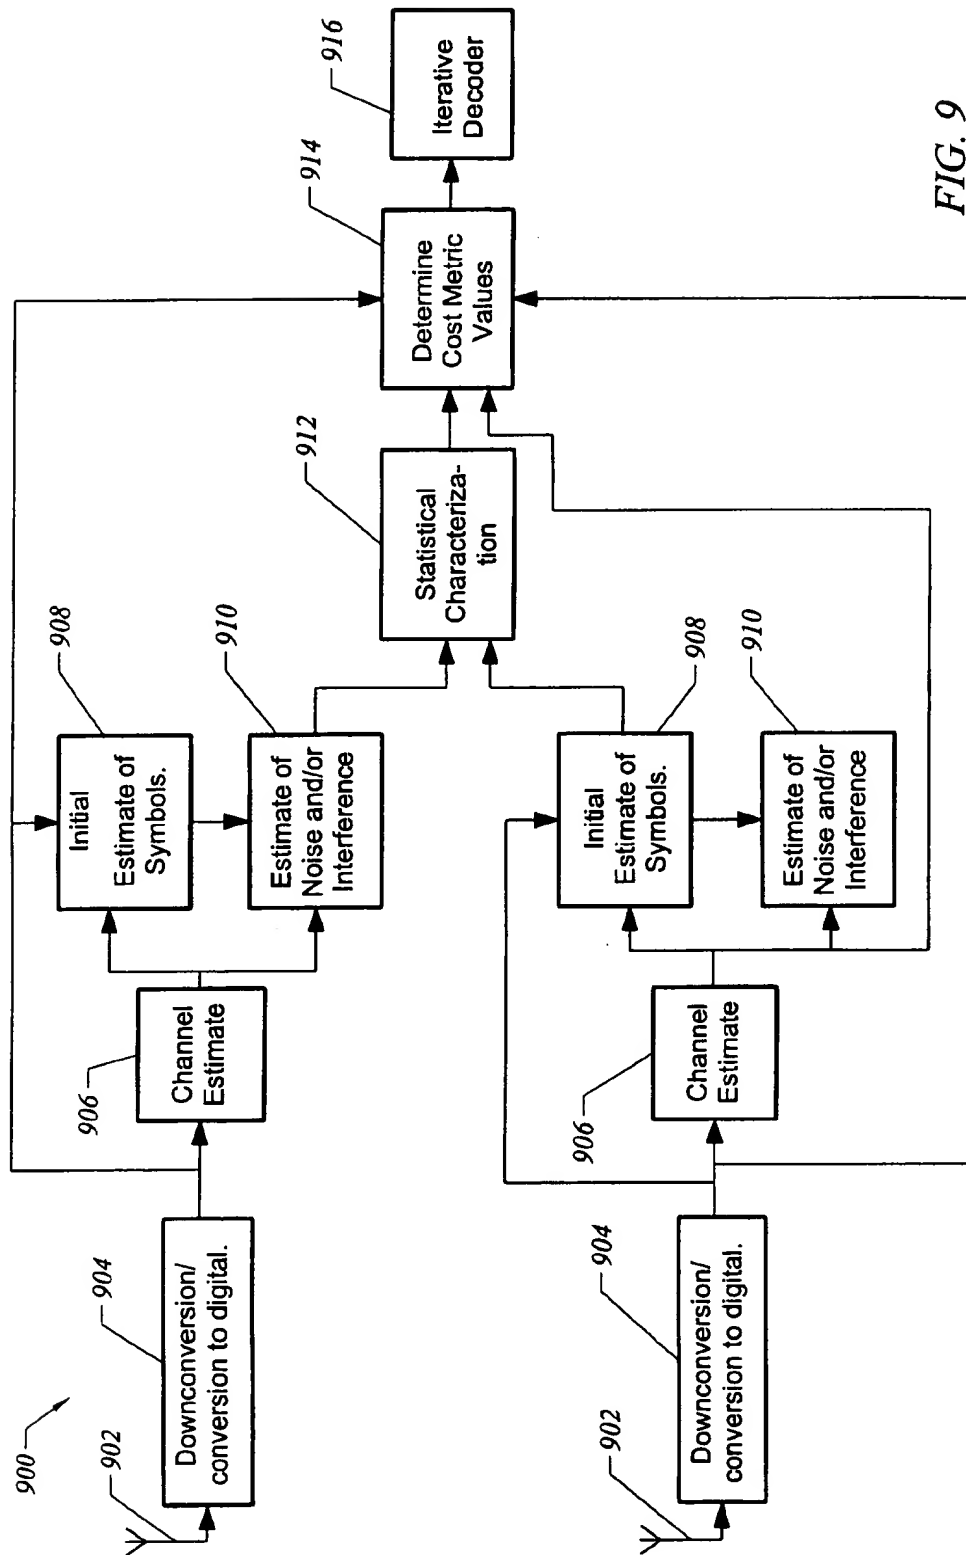 900
902
904
Downconversion/
conversion to digital.
906
Channel
Estimate
908
Initial
Estimate of
Symbols.
910
Estimate of
Noise and/or
Interference
912
Statistical
Characteriza-
tion
914
Determine
Cost Metric
Values
916
Iterative
Decoder
902
904
Downconversion/
conversion to digital.
906
Channel
Estimate
908
Initial
Estimate of
Symbols.
910
Estimate of
Noise and/or
Interference
FIG. 9